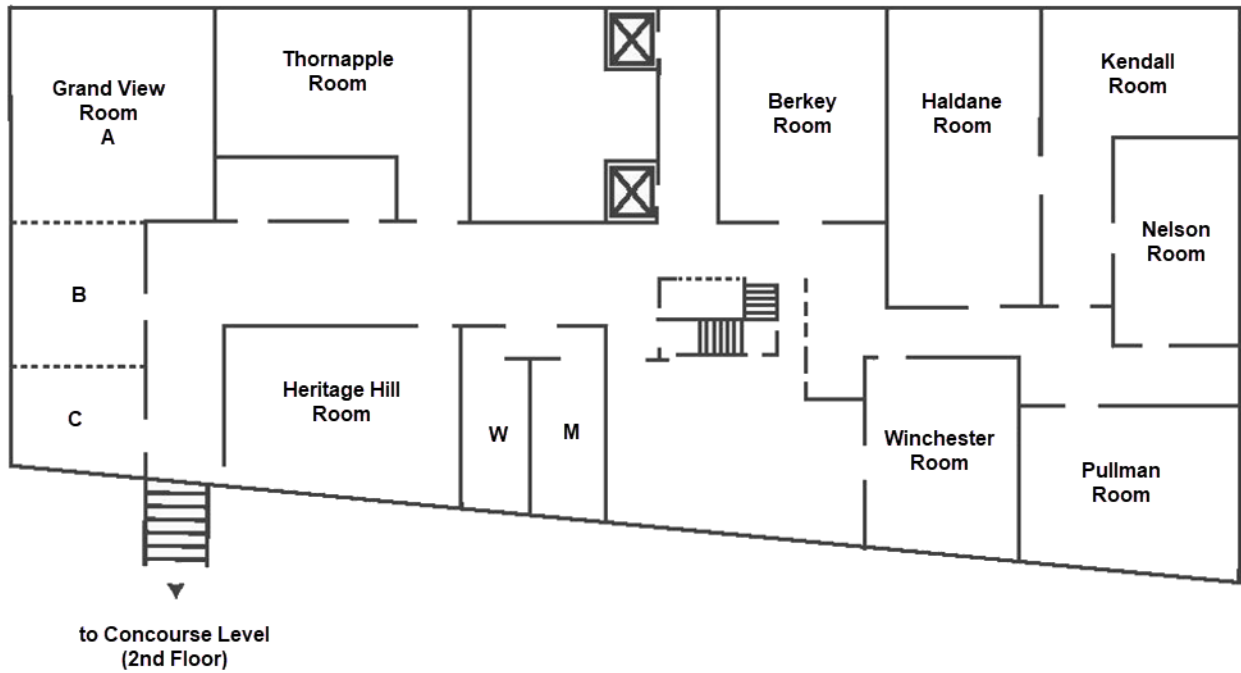 Grand View
Room
A
Thornapple
Room
Berkey
Room
Haldane
Room
Kendall
Room
Nelson
Room
B
C
Heritage Hill
Room
W
M
Winchester
Room
Pullman
Room
to Concourse Level
(2nd Floor)